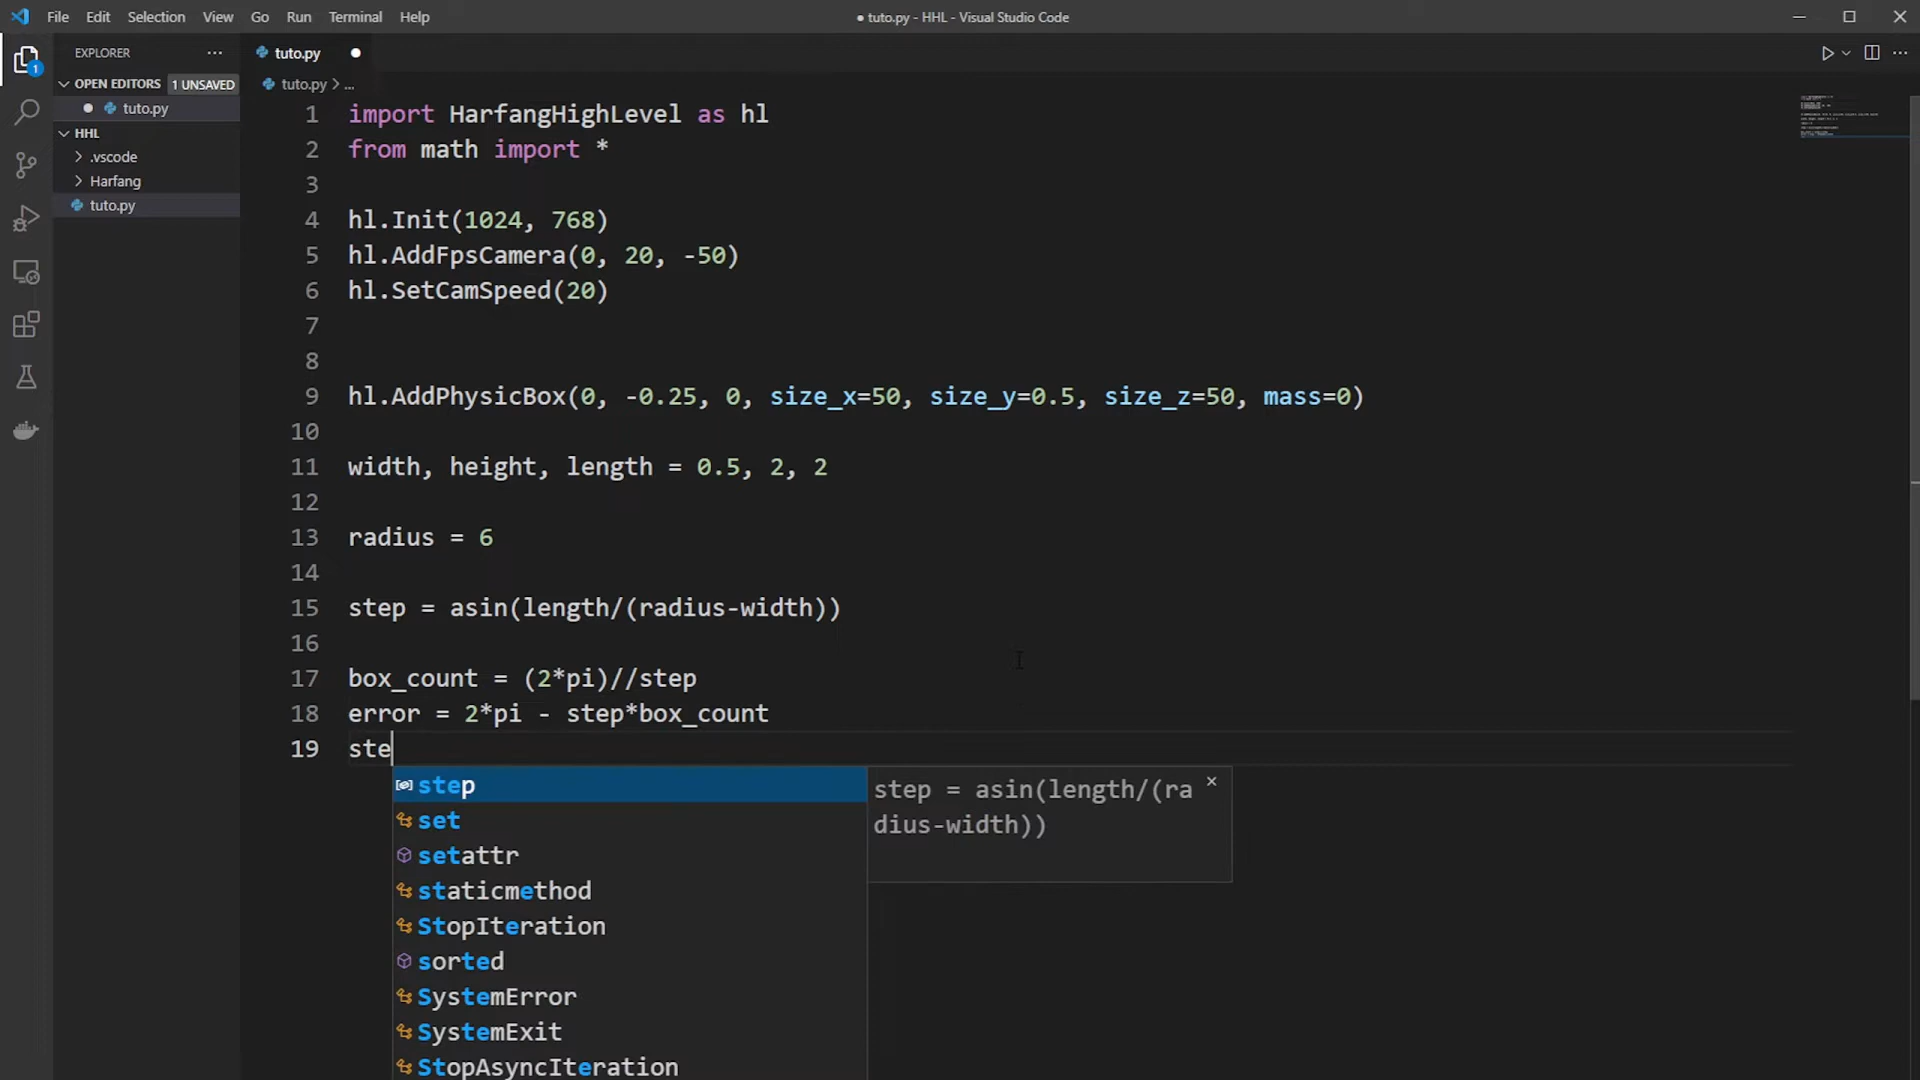 File Edit Selection View Go Run Terminal Help
● tuto.py - HHL - Visual Studio Code
EXPLORER
tuto.py
OPEN EDITORS 1 UNSAVED
tuto.py > ...
tuto.py
HHL
.vscode
Harfang
tuto.py
1
1 import HarfangHighLevel as hl
2 from math import *
3
4 hl.Init(1024, 768)
5 hl.AddFpsCamera(0, 20, -50)
6 hl.SetCamSpeed(20)
7
8
9 hl.AddPhysicBox(0, -0.25, 0, size_x=50, size_y=0.5, size_z=50, mass=0)
10
11 width, height, length = 0.5, 2, 2
12
13 radius = 6
14
15 step = asin(length/(radius-width))
16
17 box_count = (2*pi)//step
18 error = 2*pi - step*box_count
19 ste
step
set
setattr
staticmethod
StopIteration
sorted
SystemError
SystemExit
StopAsyncIteration
step = asin(length/(ra
dius-width))